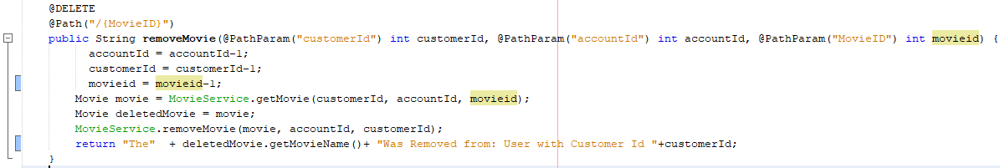 @DELETE
@Path("/{MovieID}")
public String removeMovie(@PathParam("customerId") int customerId, @PathParam("accountId") int accountId, @PathParam("MovieID") int movieid) {
accountId = accountId-1;
customerId = customerId-1;
movieid = movieid-1;
Movie movie = MovieService.getMovie(customerId, accountId, movieid);
Movie deletedMovie = movie;
MovieService.removeMovie(movie, accountId, customerId);
return "The"  + deletedMovie.getMovieName()+ "Was Removed from: User with Customer Id "+customerId;
}